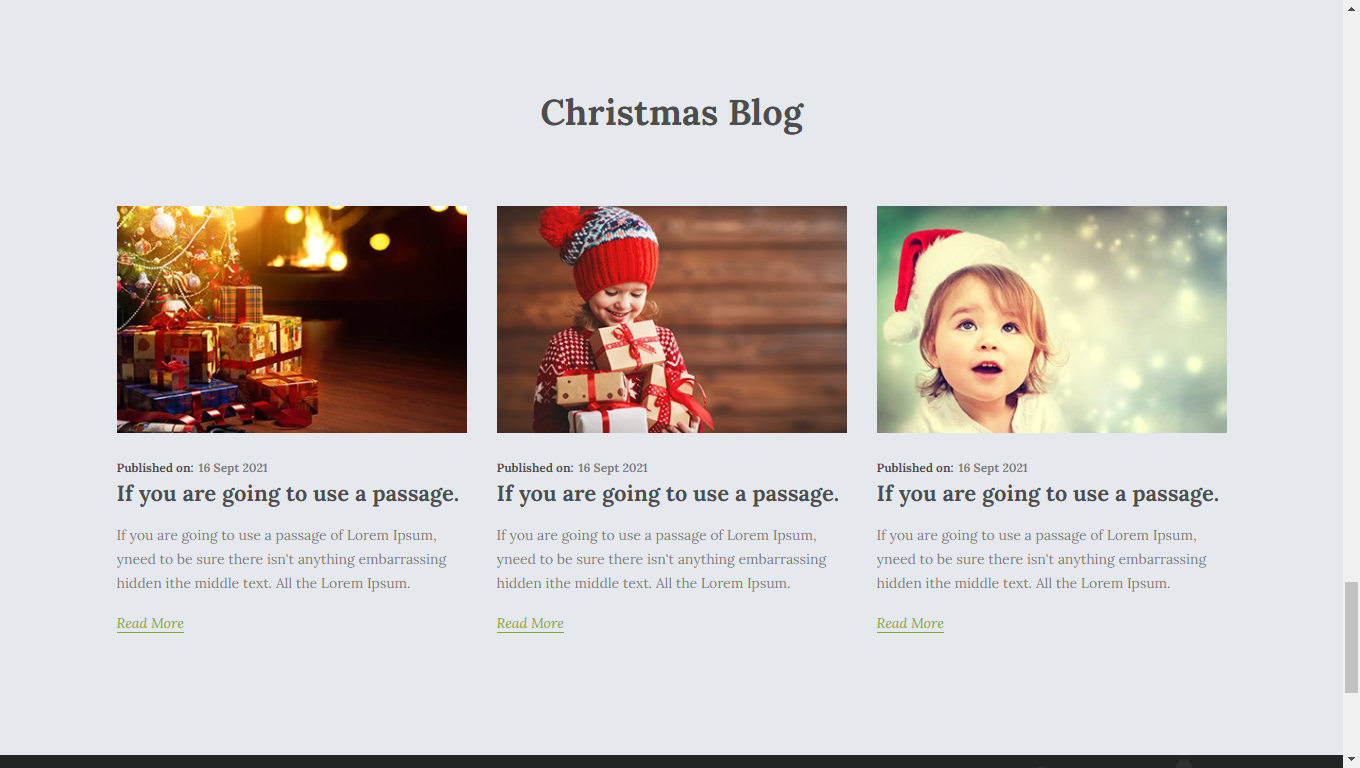 Christmas Blog
Published on: 16 Sept 2021
If you are going to use a passage.
If you are going to use a passage of Lorem Ipsum,
yneed to be sure there isn't anything embarrassing
hidden ithe middle text. All the Lorem Ipsum.
Read More
Published on: 16 Sept 2021
If you are going to use a passage.
If you are going to use a passage of Lorem Ipsum,
yneed to be sure there isn't anything embarrassing
hidden ithe middle text. All the Lorem Ipsum.
Read More
Published on: 16 Sept 2021
If you are going to use a passage.
If you are going to use a passage of Lorem Ipsum,
yneed to be sure there isn't anything embarrassing
hidden ithe middle text. All the Lorem Ipsum.
Read More